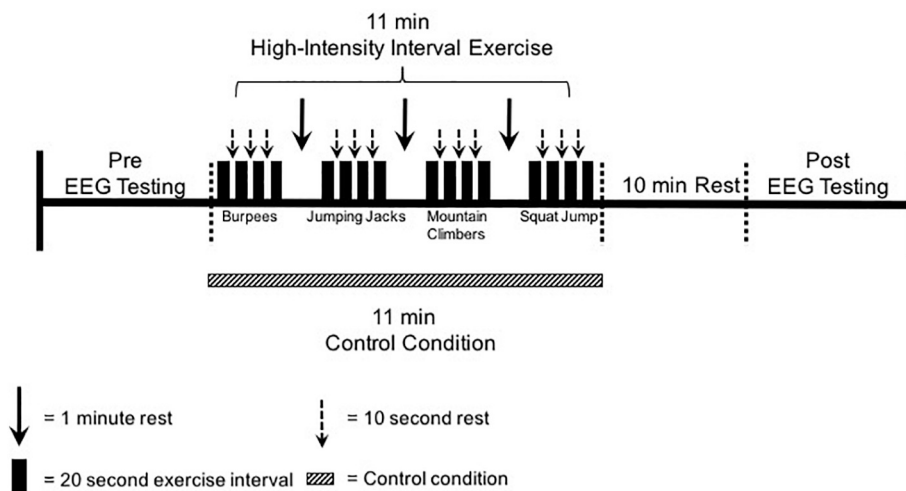 11 min
High-Intensity Interval Exercise
Pre
EEG Testing
Burpees
Jumping Jacks
Mountain
Climbers
Squat Jump
10 min Rest
Post
EEG Testing
11 min
Control Condition
= 1 minute rest
= 10 second rest
= 20 second exercise interval
= Control condition